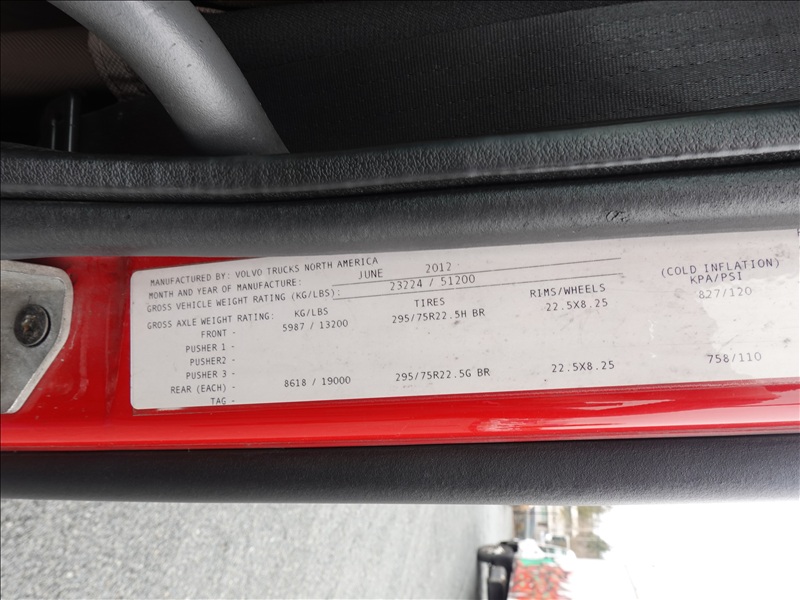 MANUFACTURED BY: VOLVO TRUCKS NORTH AMERICA
MONTH AND YEAR OF MANUFACTURE: JUNE 2012
GROSS VEHICLE WEIGHT RATING (KG/LBS): 23224 / 51200
GROSS AXLE WEIGHT RATING: KG/LBS TIRES RIMS/WHEELS (COLD INFLATION) KPA/PSI
FRONT - 5987 / 13200 295/75R22.5H BR 22.5X8.25 827/120
PUSHER 1 -
PUSHER2 -
PUSHER 3 -
REAR (EACH) - 8618 / 19000 295/75R22.5G BR 22.5X8.25 758/110
TAG -